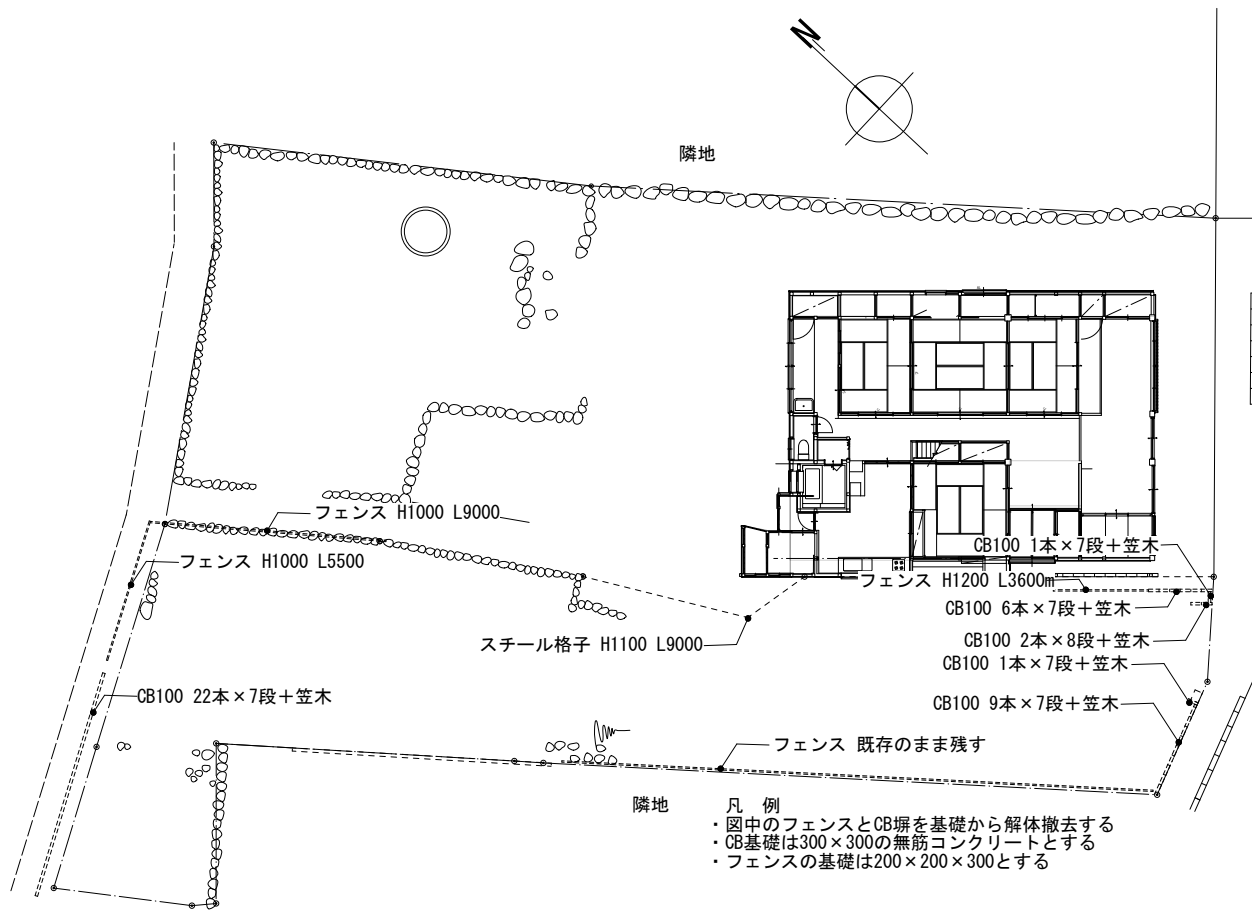 N
隣地
フェンス H1000 L9000
フェンス H1000 L5500
CB100 1本×7段＋笠木
フェンス H1200 L3600m
CB100 6本×7段＋笠木
スチール格子 H1100 L9000
CB100 2本×8段＋笠木
CB100 1本×7段＋笠木
CB100 22本×7段＋笠木
CB100 9本×7段＋笠木
フェンス 既存のまま残す
隣地
凡 例
・図中のフェンスとCB塀を基礎から解体撤去する
・CB基礎は300×300の無筋コンクリートとする
・フェンスの基礎は200×200×300とする